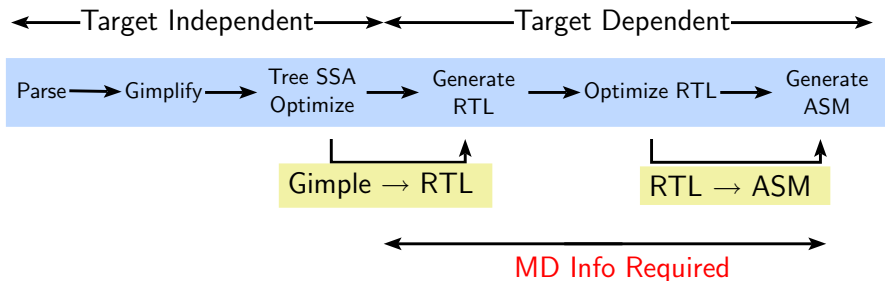 Target Independent Target Dependent
Parse Gimplify Tree SSA Optimize Generate RTL Optimize RTL Generate ASM
Gimple → RTL RTL → ASM
MD Info Required